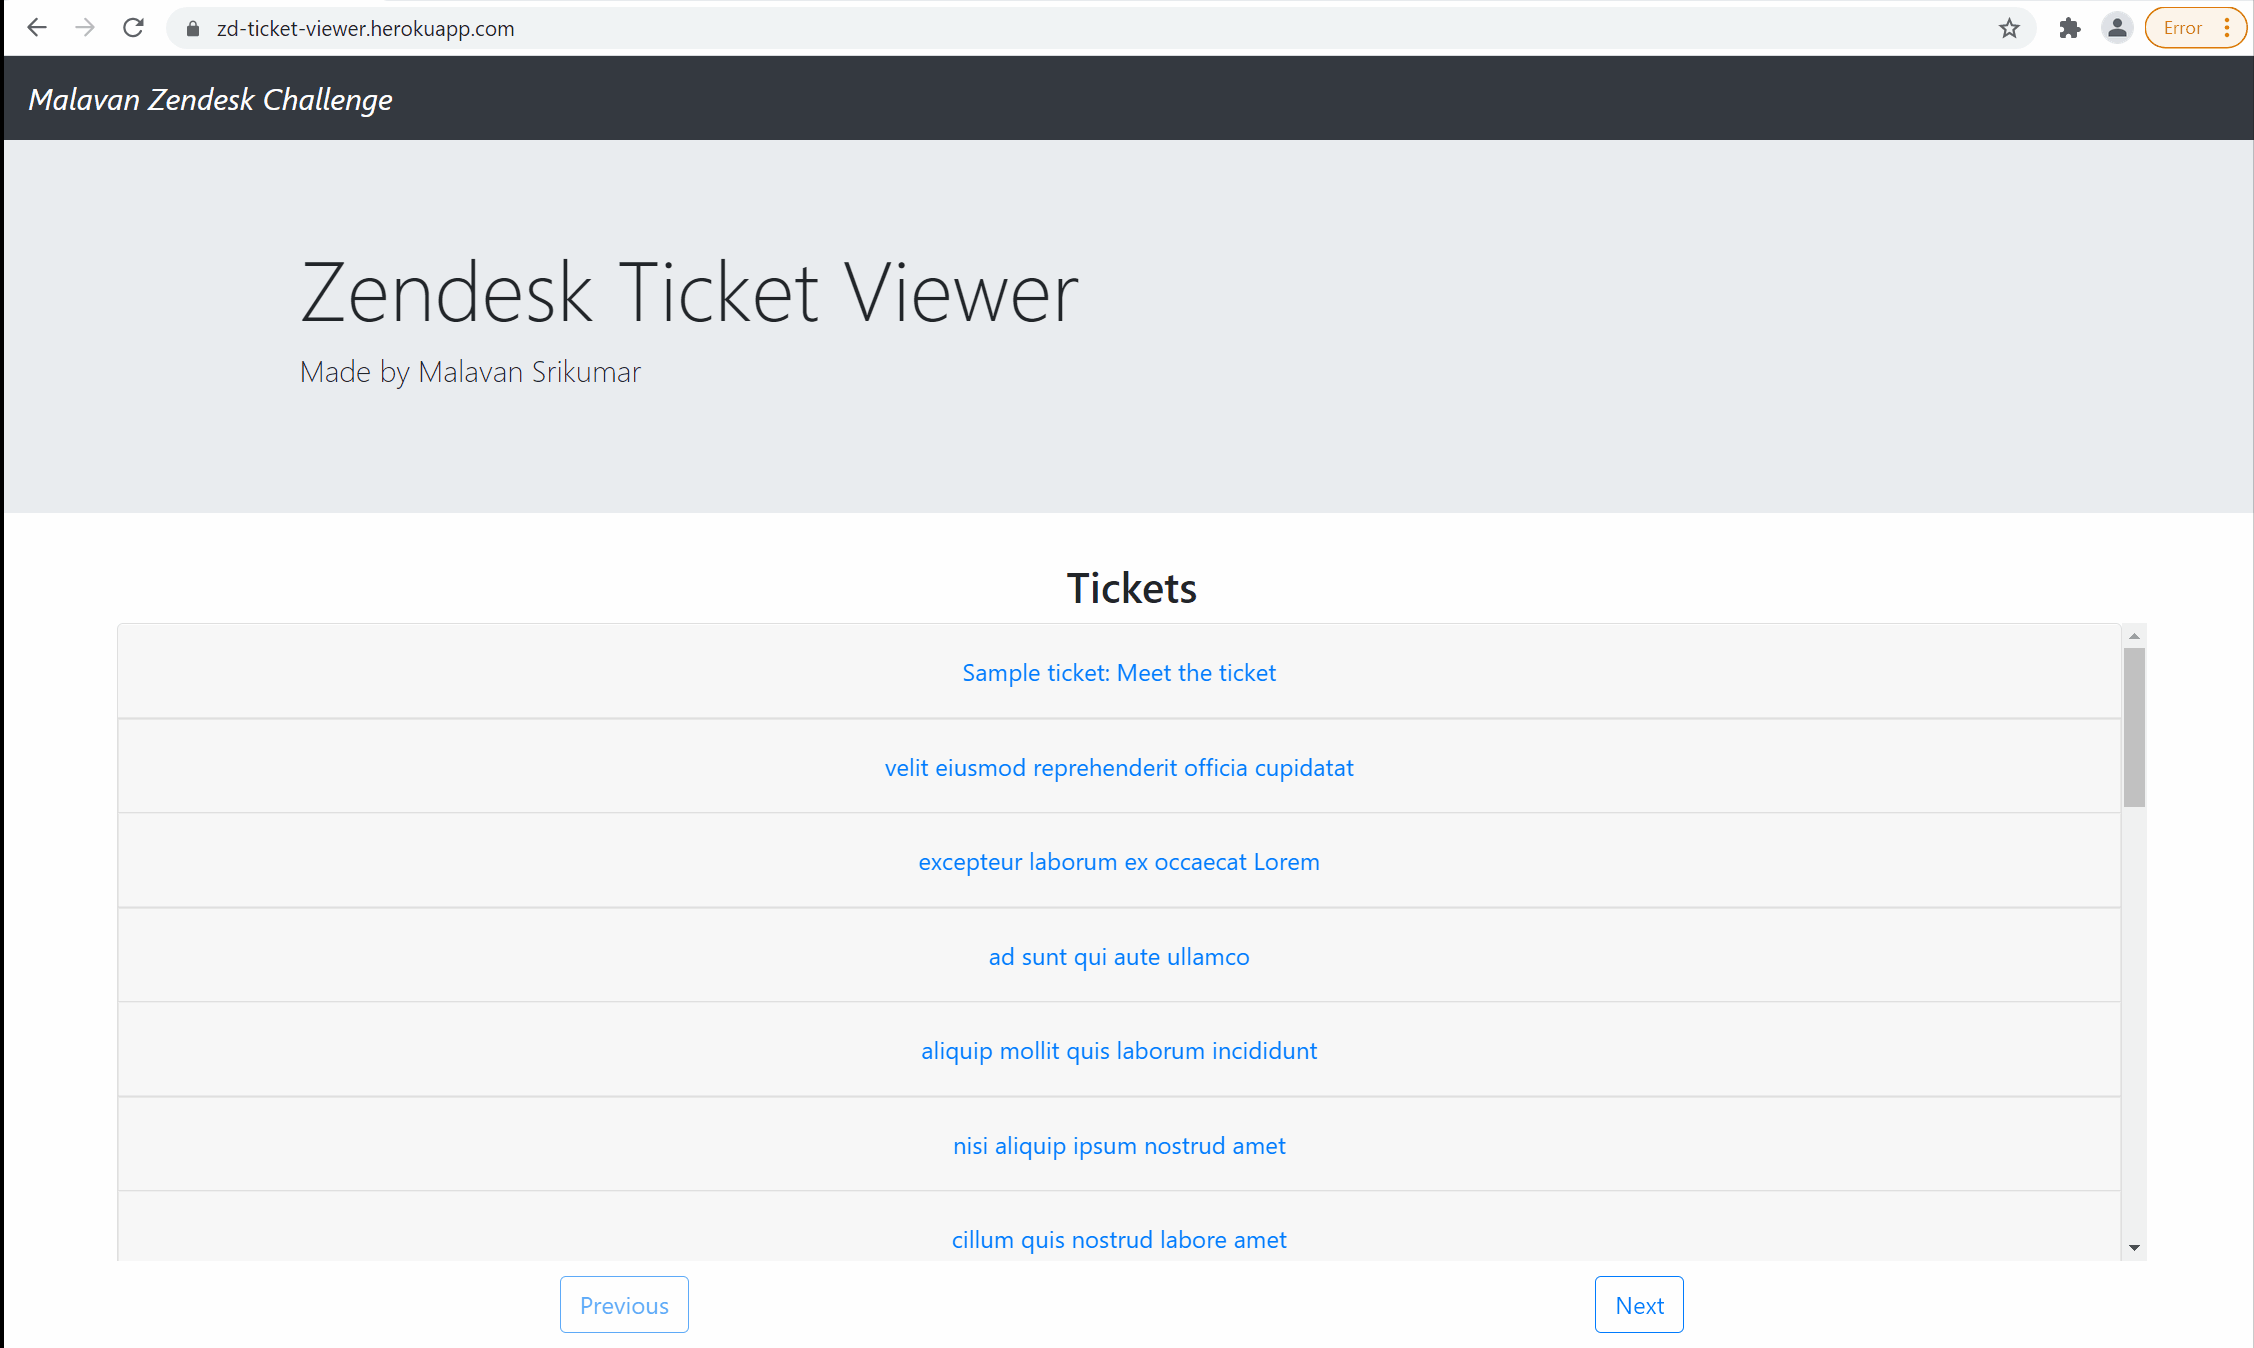 zd-ticket-viewer.herokuapp.com
Error
Malavan Zendesk Challenge
Zendesk Ticket Viewer
Made by Malavan Srikumar
Tickets
Sample ticket: Meet the ticket
velit eiusmod reprehenderit officia cupidatat
excepteur laborum ex occaecat Lorem
ad sunt qui aute ullamco
aliquip mollit quis laborum incididunt
nisi aliquip ipsum nostrud amet
cillum quis nostrud labore amet
Previous
Next